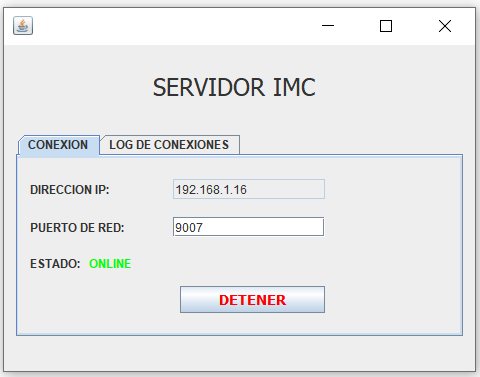 SERVIDOR IMC
CONEXION LOG DE CONEXIONES
DIRECCION IP: 192.168.1.16
PUERTO DE RED: 9007
ESTADO: ONLINE
DETENER